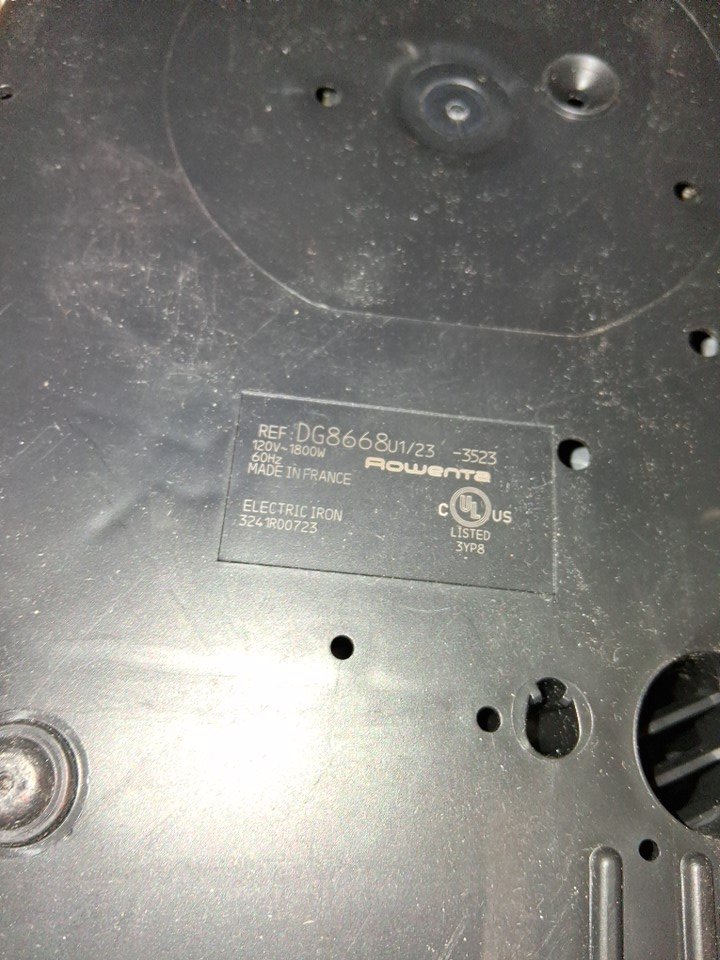 REF:DG8668U1/23 -3523
120V~1800W
60Hz
MADE IN FRANCE
Rowenta
ELECTRIC IRON
3241R00723
C UL US
LISTED
3YP8